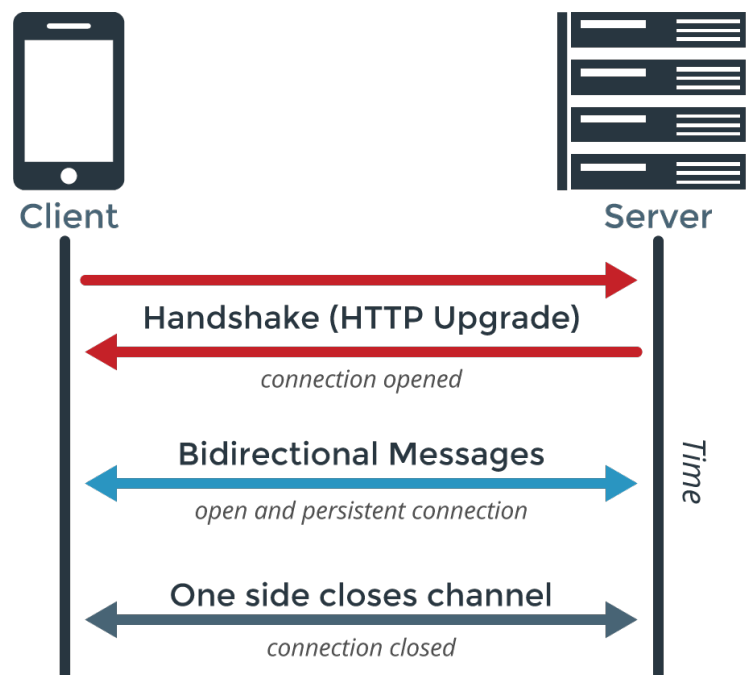 Client
Server
Handshake (HTTP Upgrade)
connection opened
Bidirectional Messages
open and persistent connection
Time
One side closes channel
connection closed